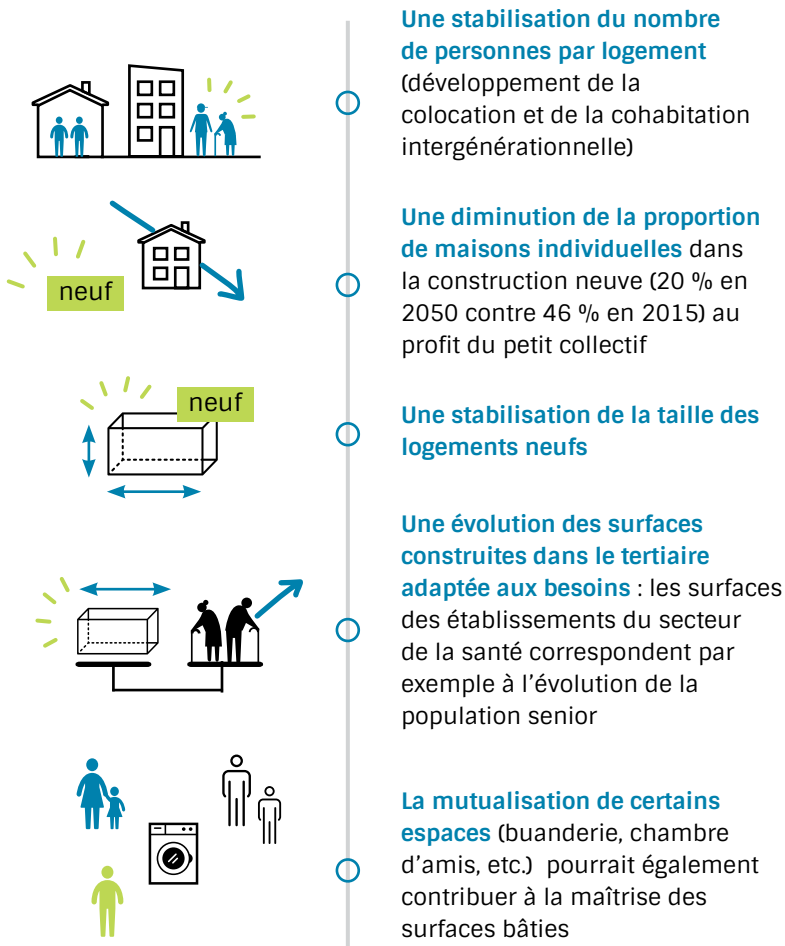 Une stabilisation du nombre
de personnes par logement
(développement de la
colocation et de la cohabitation
intergénérationnelle)
neuf
Une diminution de la proportion
de maisons individuelles dans
la construction neuve (20 % en
2050 contre 46 % en 2015) au
profit du petit collectif
neuf
Une stabilisation de la taille des
logements neufs
Une évolution des surfaces
construites dans le tertiaire
adaptée aux besoins : les surfaces
des établissements du secteur
de la santé correspondent par
exemple à l’évolution de la
population senior
La mutualisation de certains
espaces (buanderie, chambre
d’amis, etc.) pourrait également
contribuer à la maîtrise des
surfaces bâties